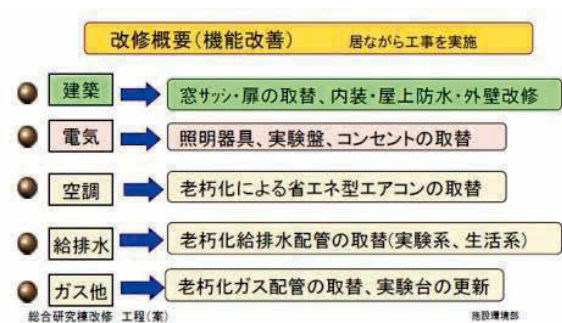 改修概要(機能改善) 居ながら工事を実施
建築 窓サッシ・扉の取替、内装・屋上防水・外壁改修
電気 照明器具、実験盤、コンセントの取替
空調 老朽化による省エネ型エアコンの取替
給排水 老朽化給排水配管の取替(実験系、生活系)
ガス他 老朽化ガス配管の取替、実験台の更新
総合研究棟改修 工程(案) 施設環境部